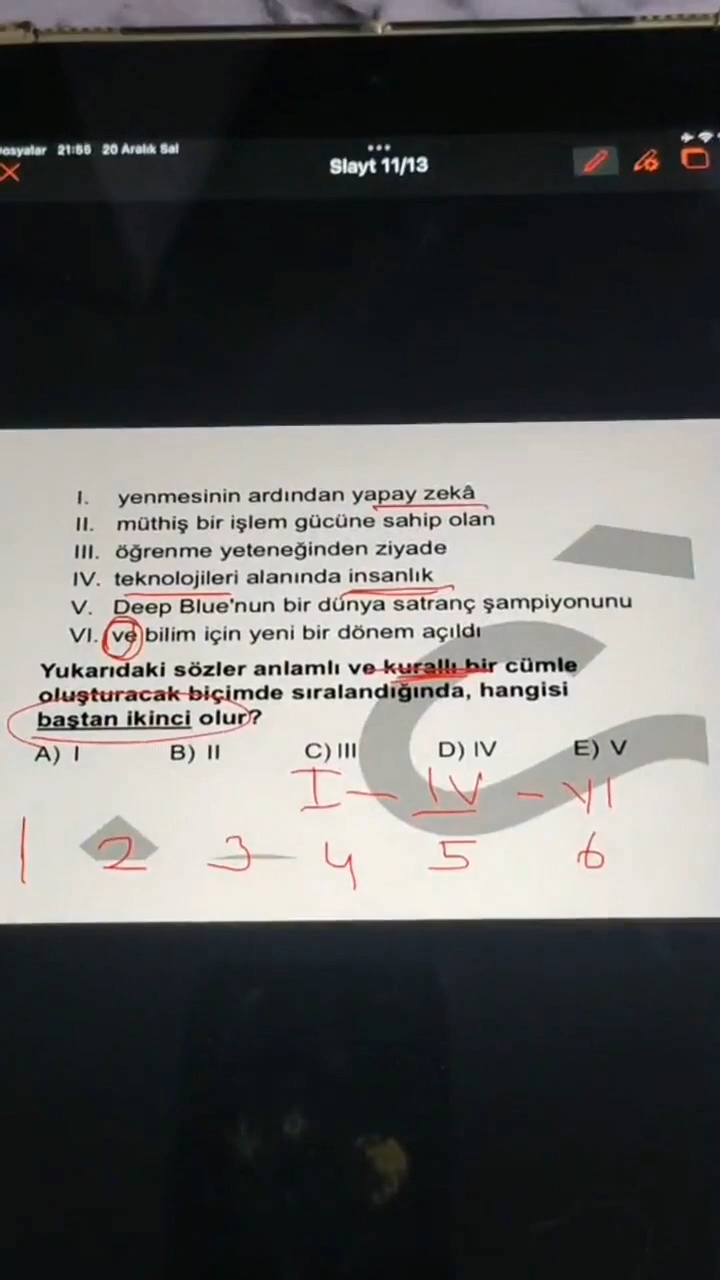 osyalar 21:55 20 Aralık Sal
Slayt 11/13
I. yenmesinin ardından yapay zekâ
II. müthiş bir işlem gücüne sahip olan
III. öğrenme yeteneğinden ziyade
IV. teknolojileri alanında insanlık
V. Deep Blue'nun bir dünya satranç şampiyonunu
VI. ve bilim için yeni bir dönem açıldı
Yukarıdaki sözler anlamlı ve kurallı bir cümle
oluşturacak biçimde sıralandığında, hangisi
baştan ikinci olur?
A) I B) II C) III D) IV E) V
I - IV - VI
1 2 3 4 5 6